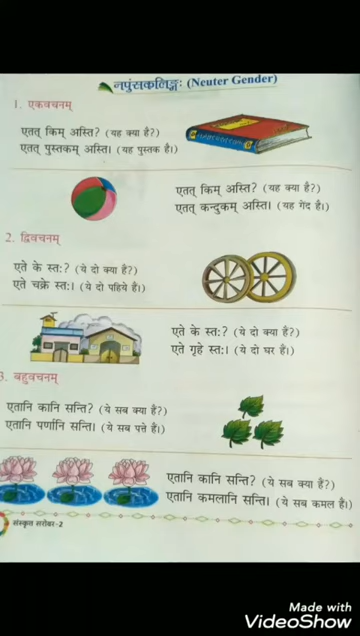 नपुंसकलिङ्गः (Neuter Gender)
1. एकवचनम्
एतत् किम् अस्ति? (यह क्या है?)
एतत् पुस्तकम् अस्ति। (यह पुस्तक है।)
एतत् किम् अस्ति? (यह क्या है?)
एतत् कन्दुकम् अस्ति। (यह गेंद है।)
2. द्विवचनम्
एते के स्तः? (ये दो क्या हैं?)
एते चक्रे स्तः। (ये दो पहिये हैं।)
एते के स्तः? (ये दो क्या हैं?)
एते गृहे स्तः। (ये दो घर हैं।)
3. बहुवचनम्
एतानि कानि सन्ति? (ये सब क्या हैं?)
एतानि पर्णानि सन्ति। (ये सब पत्ते हैं।)
एतानि कानि सन्ति? (ये सब क्या हैं?)
एतानि कमलानि सन्ति। (ये सब कमल हैं।)
संस्कृत सरोवर-2
Made with
VideoShow